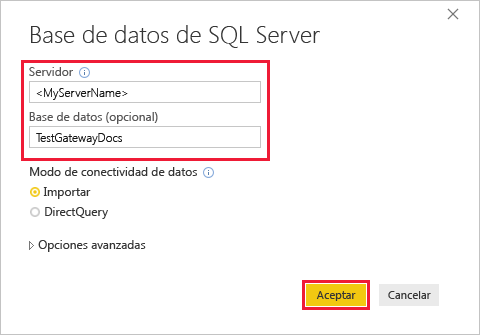 Base de datos de SQL Server
Servidor
<MyServerName>
Base de datos (opcional)
TestGatewayDocs
Modo de conectividad de datos
Importar
DirectQuery
Opciones avanzadas
Aceptar Cancelar